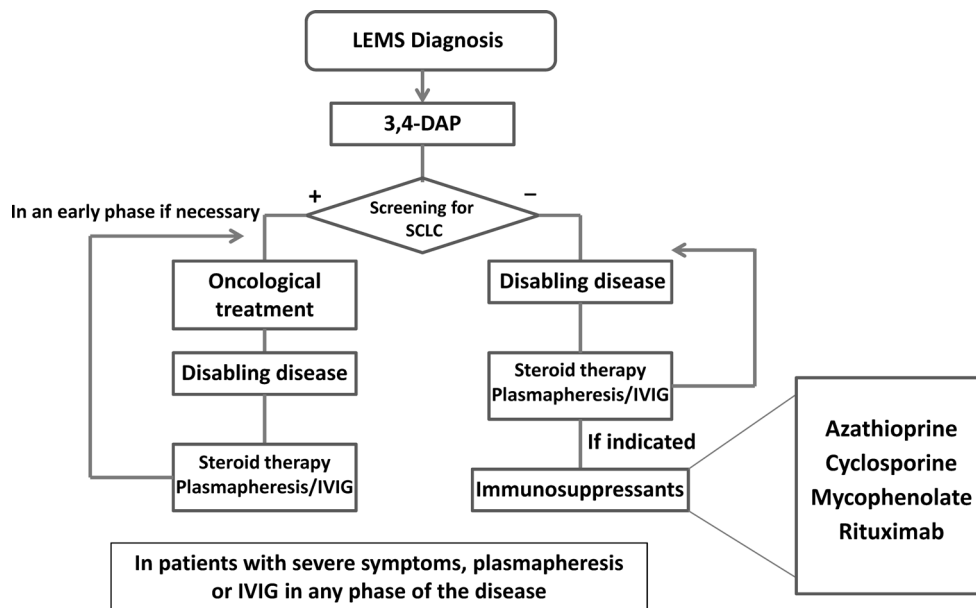 LEMS Diagnosis
3,4-DAP
+
–
Screening for
SCLC
In an early phase if necessary
Oncological
treatment
Disabling disease
Steroid therapy
Plasmapheresis/IVIG
Disabling disease
Steroid therapy
Plasmapheresis/IVIG
If indicated
Immunosuppressants
Azathioprine
Cyclosporine
Mycophenolate
Rituximab
In patients with severe symptoms, plasmapheresis
or IVIG in any phase of the disease